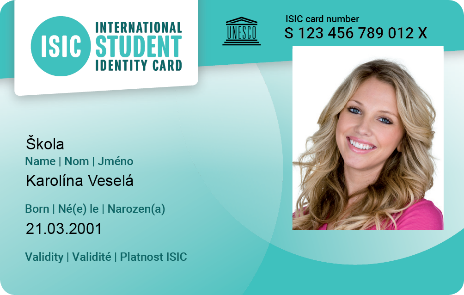 ISIC
INTERNATIONAL
STUDENT
IDENTITY CARD
UNESCO
ISIC card number
S 123 456 789 012 X
Škola
Name | Nom | Jméno
Karolína Veselá
Born | Né(e) le | Narozen(a)
21.03.2001
Validity | Validité | Platnost ISIC